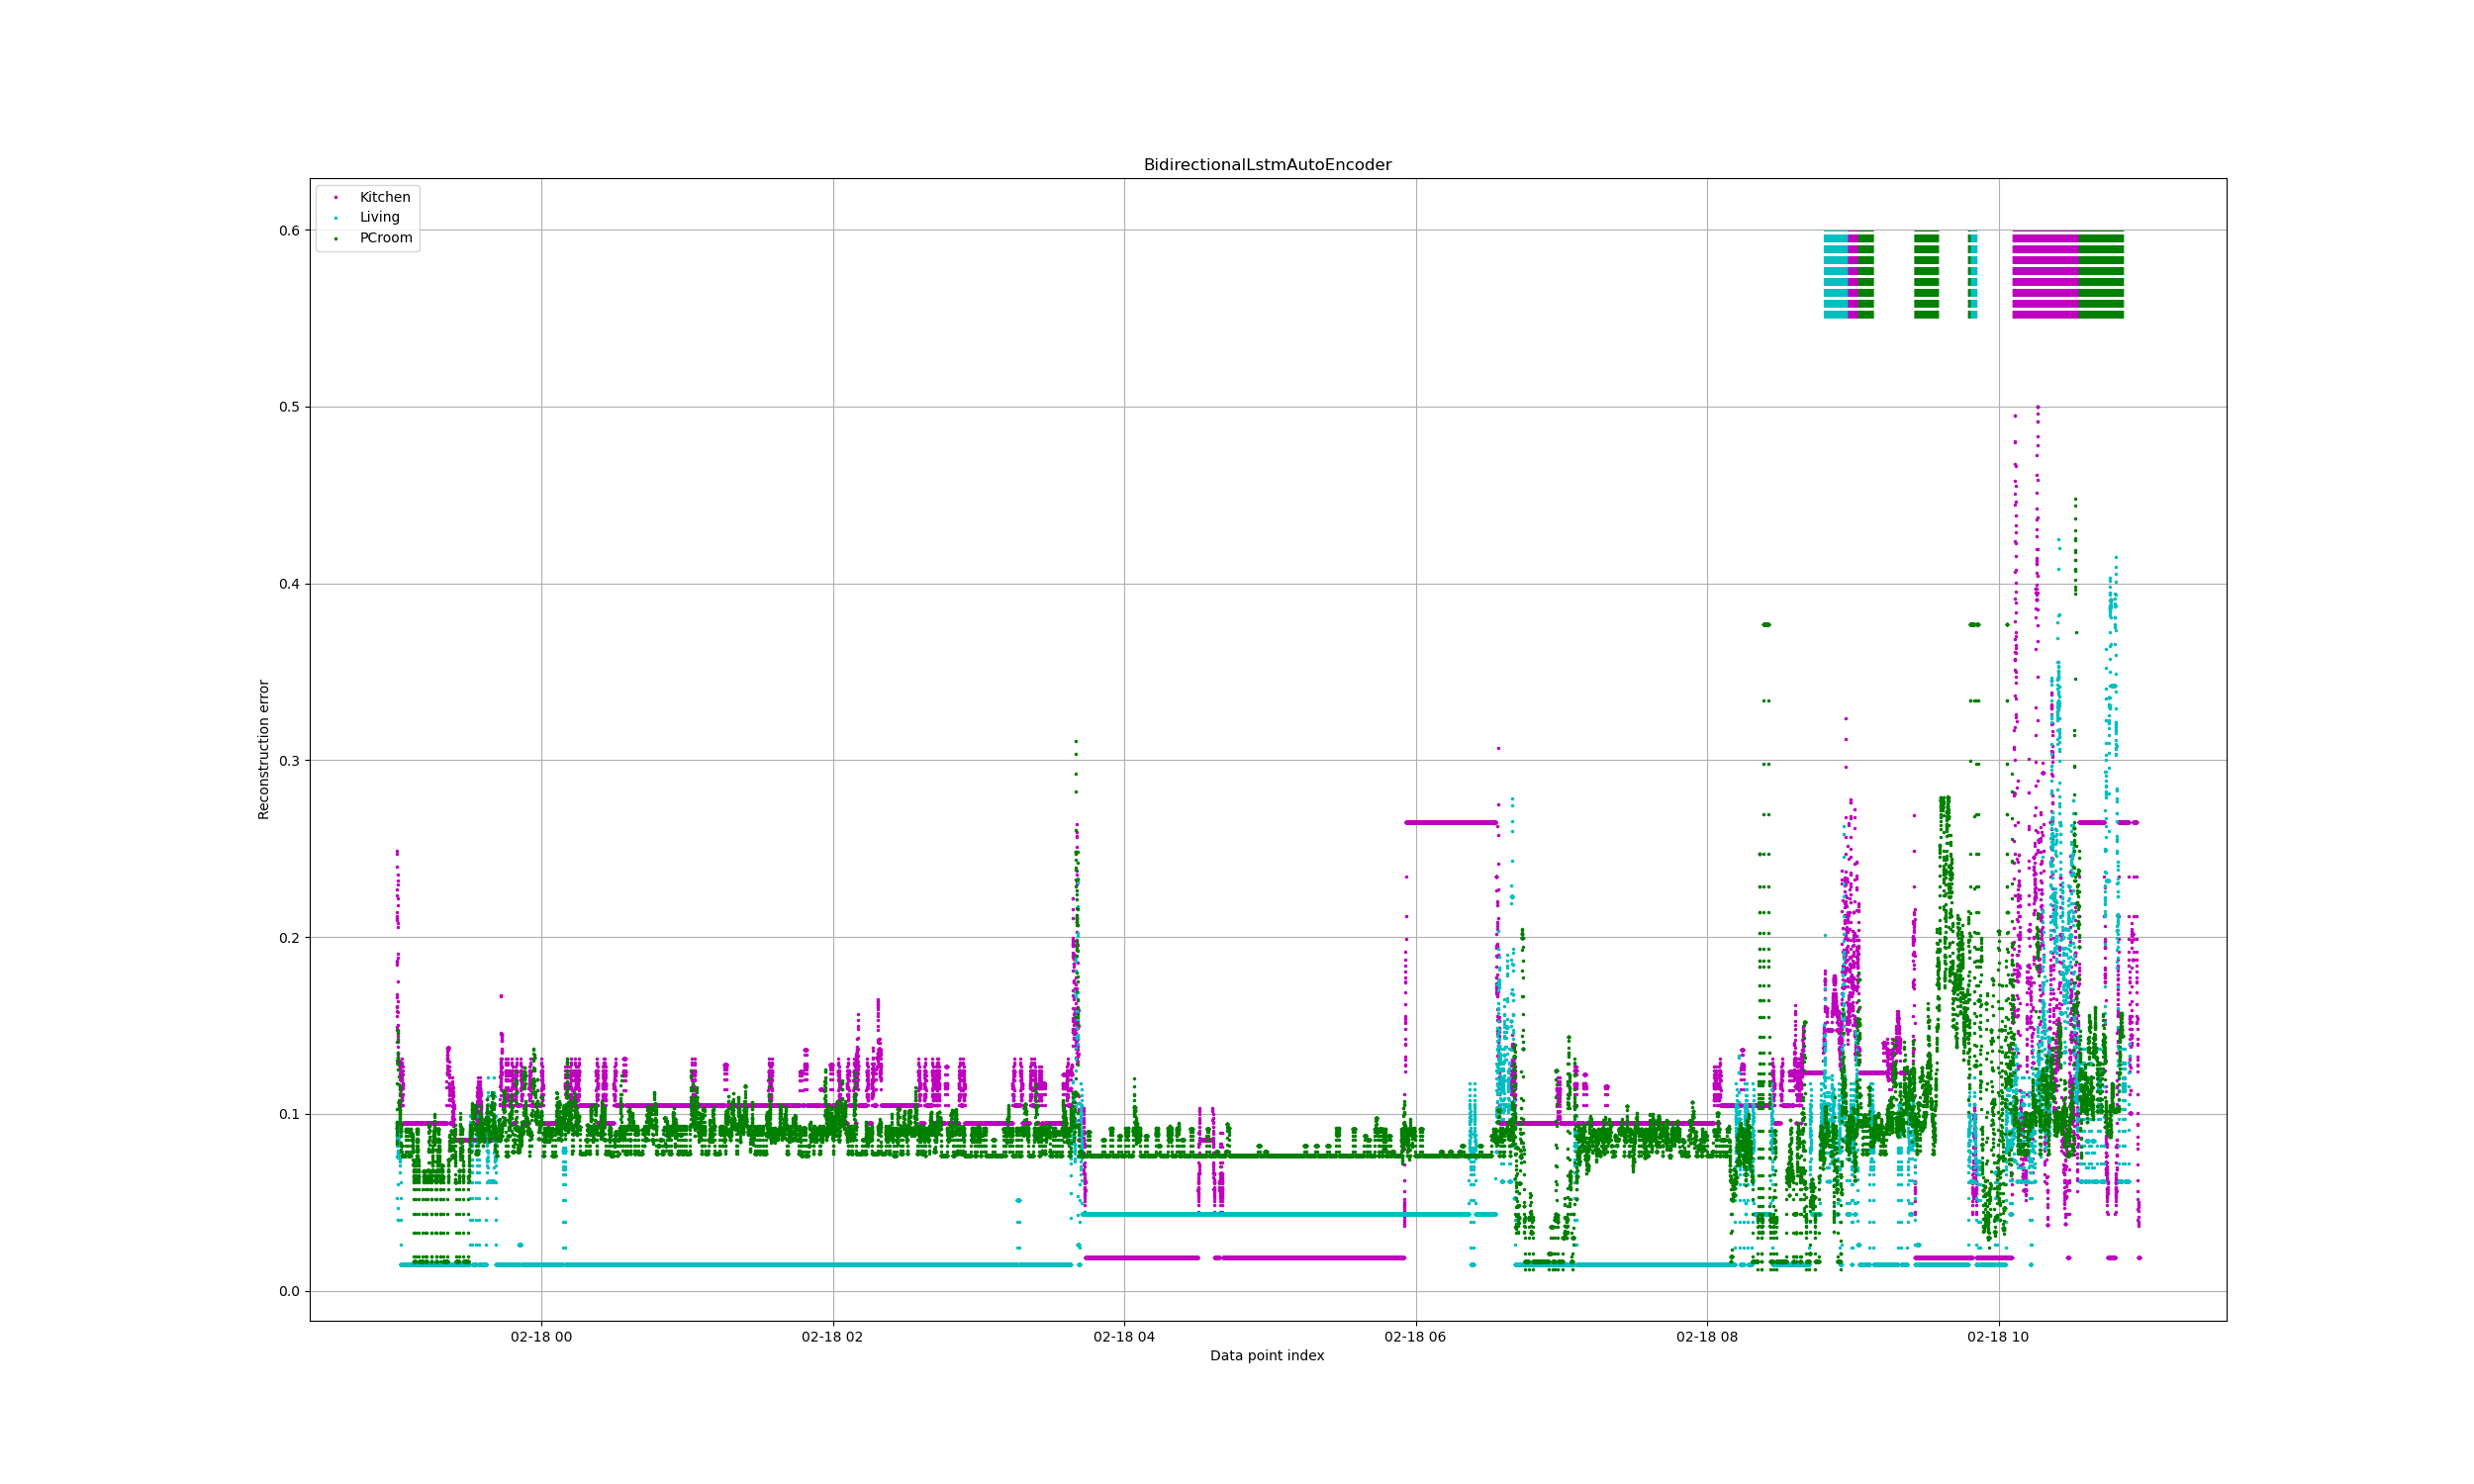 BidirectionalLstmAutoEncoder
Kitchen
Living
PCroom
0.6
0.5
0.4
0.3
0.2
0.1
0.0
Reconstruction error
02-18 00
02-18 02
02-18 04
02-18 06
02-18 08
02-18 10
Data point index